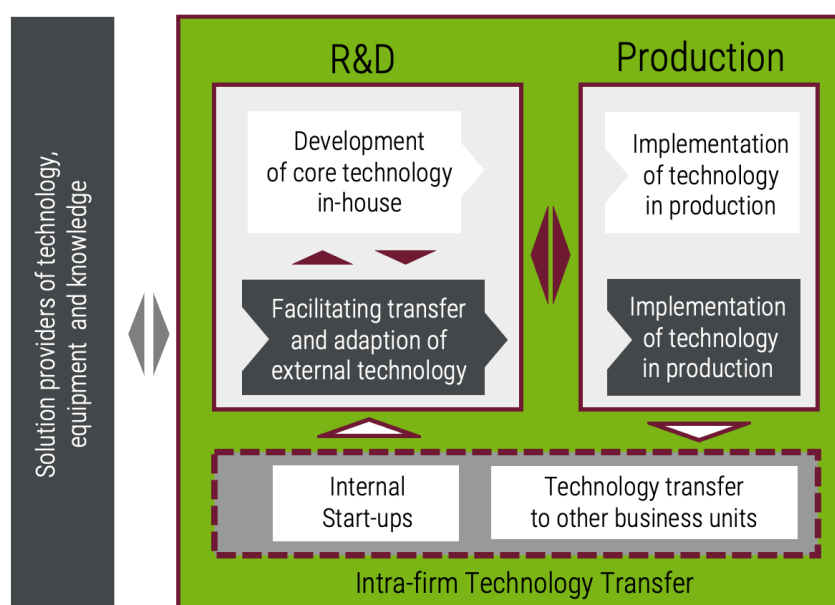 Solution providers of technology,
equipment and knowledge
R&D
Development
of core technology
in-house
Facilitating transfer
and adaption of
external technology
Production
Implementation
of technology
in production
Implementation
of technology
in production
Internal
Start-ups
Technology transfer
to other business units
Intra-firm Technology Transfer